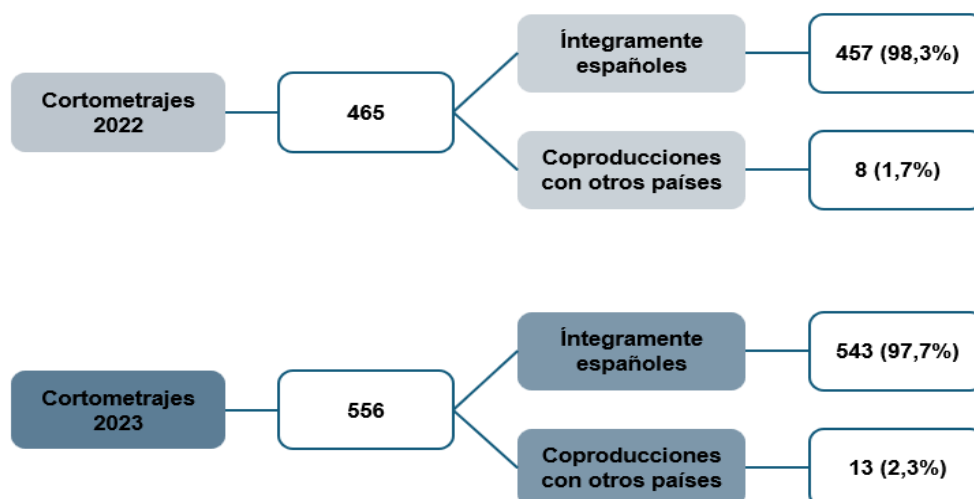 Cortometrajes
2022
465
Íntegramente
españoles
457 (98,3%)
Coproducciones
con otros países
8 (1,7%)
Cortometrajes
2023
556
Íntegramente
españoles
543 (97,7%)
Coproducciones
con otros países
13 (2,3%)